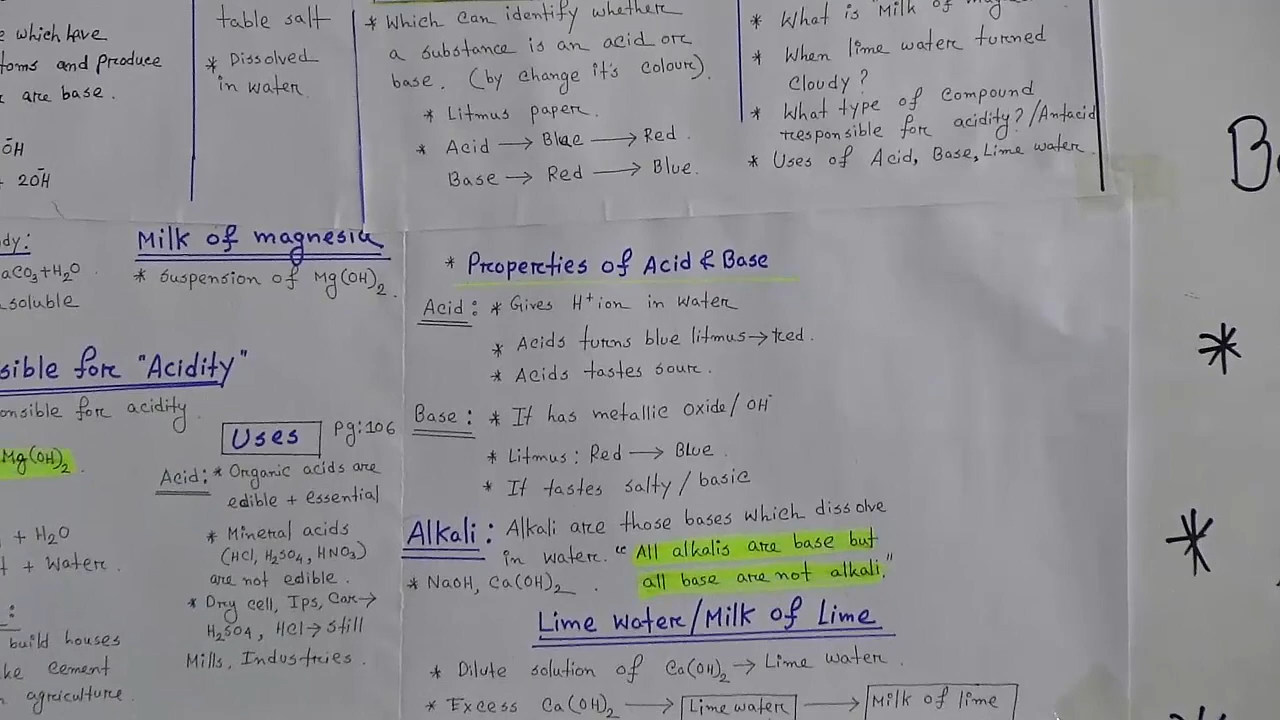 which have
toms and produce
are base.
ŌH
+ 2ŌH
table salt
* Dissolved
in water.
* Which can identify whether
a substance is an acid or
base. (by change it's colour).
* Litmus paper.
* Acid → Blue → Red.
Base → Red → Blue.
* What is "Milk of
* When lime water turned
cloudy?
* What type of compound
responsible for acidity?/Antacid
* Uses of Acid, Base, Lime water.
B
dy:
aCO3+H2O
soluble
Milk of magnesia
* suspension of Mg(OH)2.
sible for "Acidity"
onsible for acidity.
Mg(OH)2.
+ H2O
+ Water.
:
build houses
ke cement
agriculture.
Uses Pg:106
Acid: * Organic acids are
edible + essential
* Mineral acids
(HCl, H2SO4, HNO3)
are not edible.
* Dry cell, Ips, Car→
H2SO4, HCl→ still
Mills, Industries.
* Properties of Acid & Base
Acid: * Gives H+ ion in water
* Acids turns blue litmus→red.
* Acids tastes sour.
Base: * It has metallic oxide/OH-
* Litmus: Red → Blue.
* It tastes salty/basic
Alkali: Alkali are those bases which dissolve
in water. "All alkalis are base but
all base are not alkali."
* NaOH, Ca(OH)2.
Lime water/Milk of Lime
* Dilute solution of Ca(OH)2 → Lime water.
* Excess Ca(OH)2 → Lime water → Milk of lime
*
*